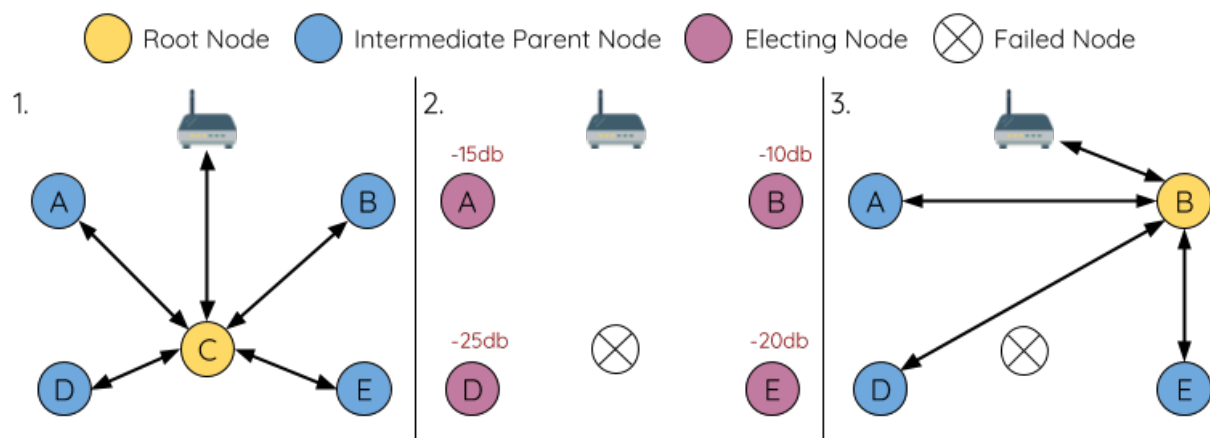 Root Node Intermediate Parent Node Electing Node Failed Node
1.
A
B
C
D
E
2.
-15db
-10db
A
B
-25db
-20db
D
E
3.
A
B
D
E